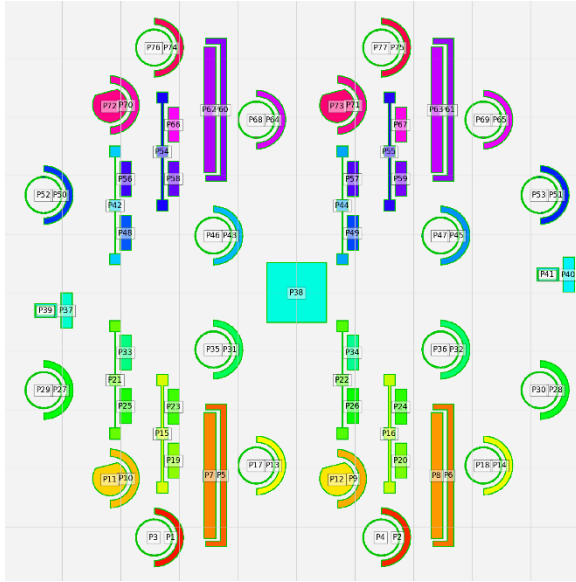 P76 P74 P77 P75
P72 P70 P62 P60 P73 P71 P63 P61
P66 P68 P64 P67 P69 P65
P54 P55
P56 P58 P57 P59
P52 P50 P53 P51
P42 P44
P48 P46 P43 P49 P47 P45
P41 P40
P38
P39 P37
P33 P35 P31 P34 P36 P32
P21 P22
P29 P27 P30 P28
P25 P23 P26 P24
P15 P16
P19 P17 P13 P20 P18 P14
P11 P10 P7 P5 P12 P9 P8 P6
P3 P1 P4 P2